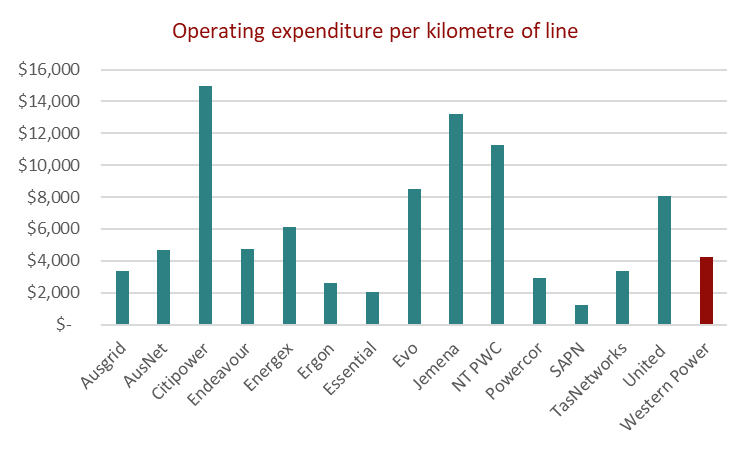 Operating expenditure per kilometre of line
$16,000
$14,000
$12,000
$10,000
$8,000
$6,000
$4,000
$2,000
$-
Ausgrid
AusNet
Citipower
Endeavour
Energex
Ergon
Essential
Evo
Jemena
NT PWC
Powercor
SAPN
TasNetworks
United
Western Power